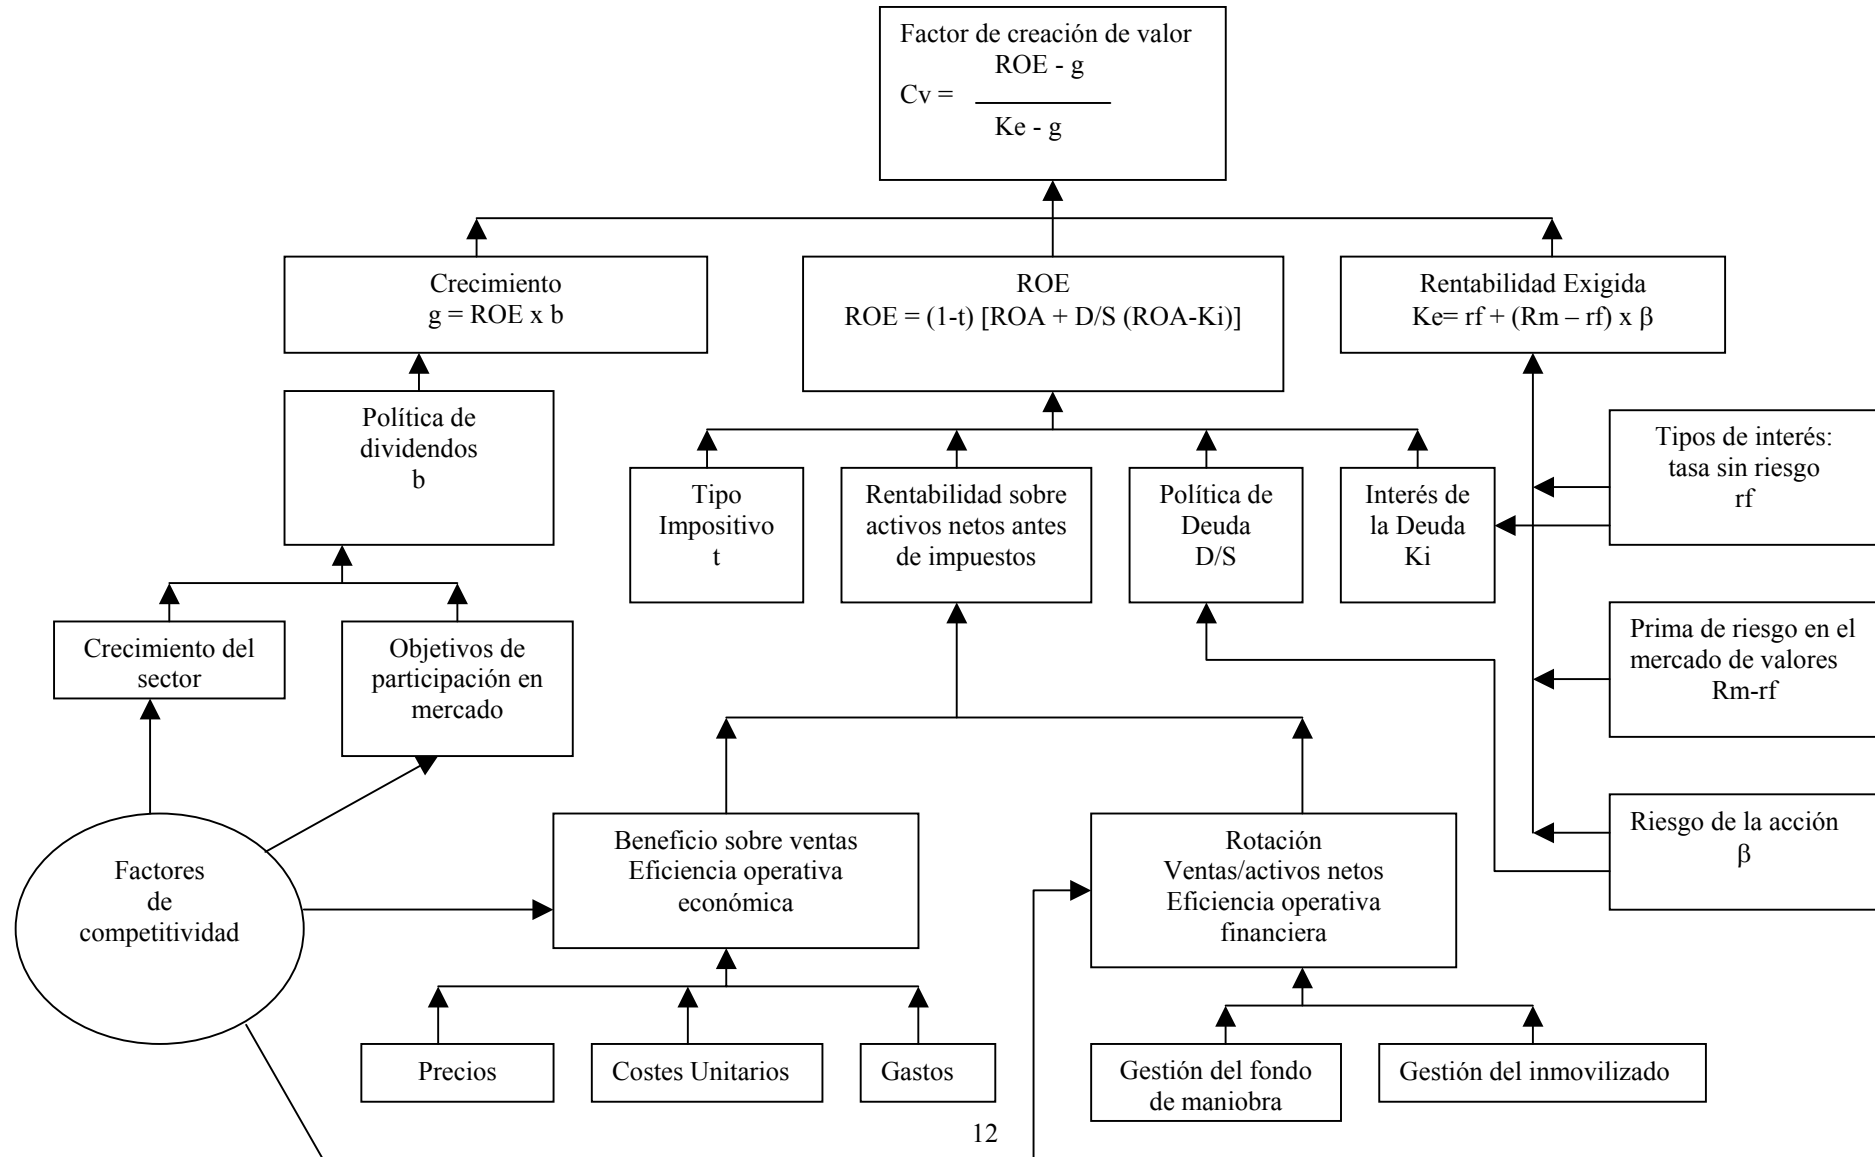 Factor de creación de valor
ROE - g
Cv =
Ke - g
Crecimiento
g = ROE x b
ROE
ROE = (1-t) [ROA + D/S (ROA-Ki)]
Rentabilidad Exigida
Ke= rf + (Rm – rf) x β
Política de
dividendos
b
Tipo
Impositivo
t
Rentabilidad sobre
activos netos antes
de impuestos
Política de
Deuda
D/S
Interés de
la Deuda
Ki
Tipos de interés:
tasa sin riesgo
rf
Crecimiento del
sector
Objetivos de
participación en
mercado
Prima de riesgo en el
mercado de valores
Rm-rf
Factores
de
competitividad
Beneficio sobre ventas
Eficiencia operativa
económica
Rotación
Ventas/activos netos
Eficiencia operativa
financiera
Riesgo de la acción
β
Precios
Costes Unitarios
Gastos
Gestión del fondo
de maniobra
Gestión del inmovilizado
12